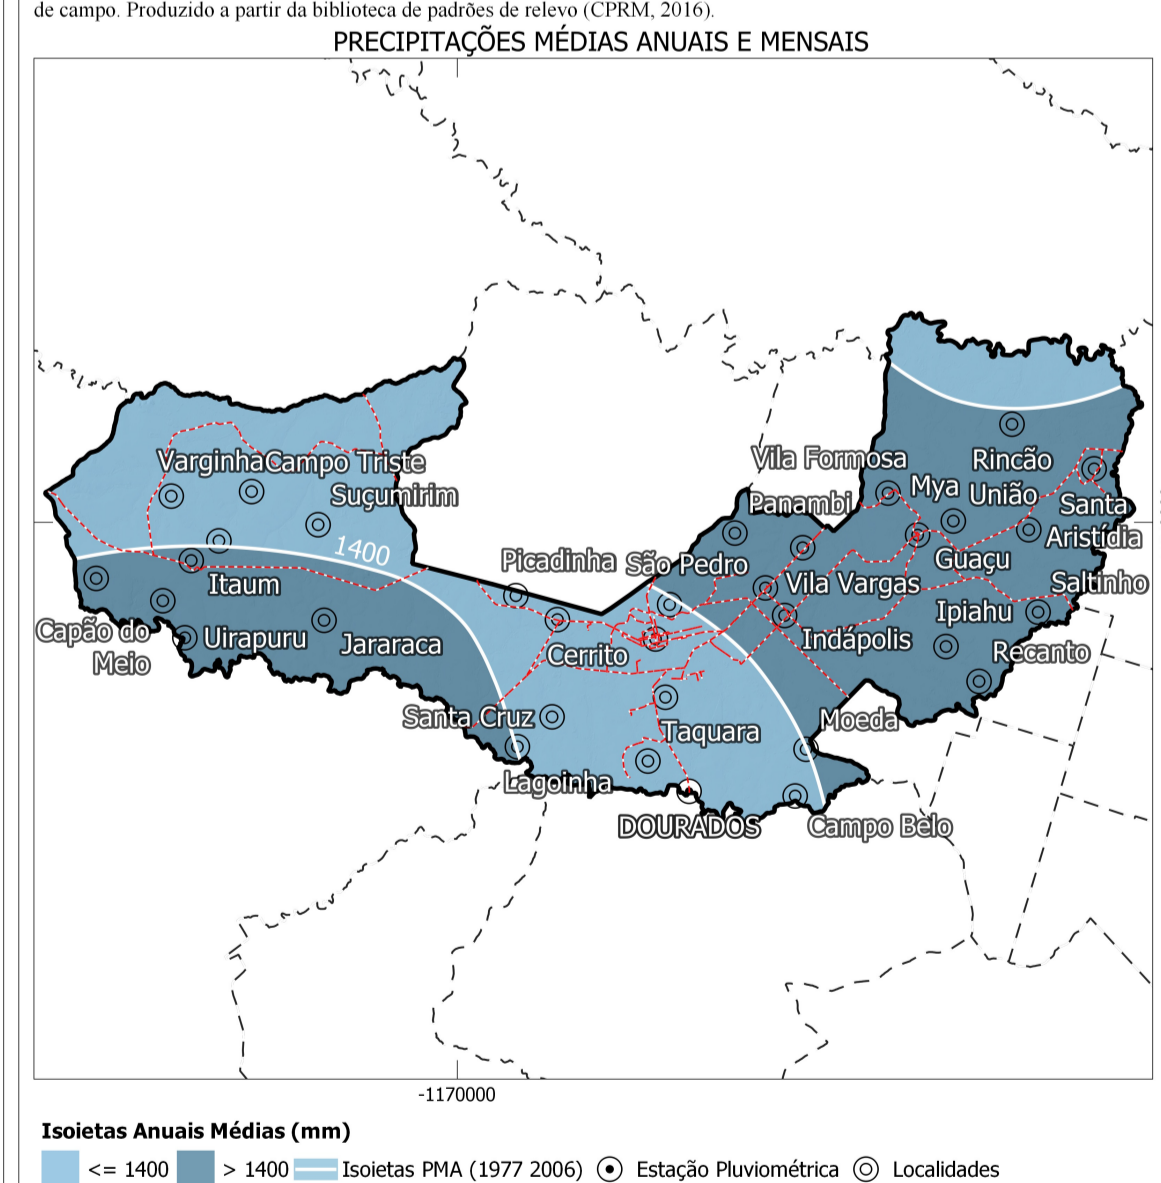 de campo. Produzido a partir da biblioteca de padrões de relevo (CPRM, 2016).
PRECIPITAÇÕES MÉDIAS ANUAIS E MENSAIS
Varginha
Campo Triste
Suçumirim
1400
Itaum
Capão do
Meio
Uirapuru
Jararaca
Picadinha
São Pedro
Cerrito
Santa Cruz
Lagoinha
Taquara
DOURADOS
Campo Belo
Moeda
Vila Formosa
Panambi
Mya
Rincão
União
Santa
Aristídia
Guaçu
Vila Vargas
Saltinho
Ipiahu
Indápolis
Recanto
-1170000
Isoietas Anuais Médias (mm)
<= 1400 > 1400 Isoietas PMA (1977 2006) Estação Pluviométrica Localidades